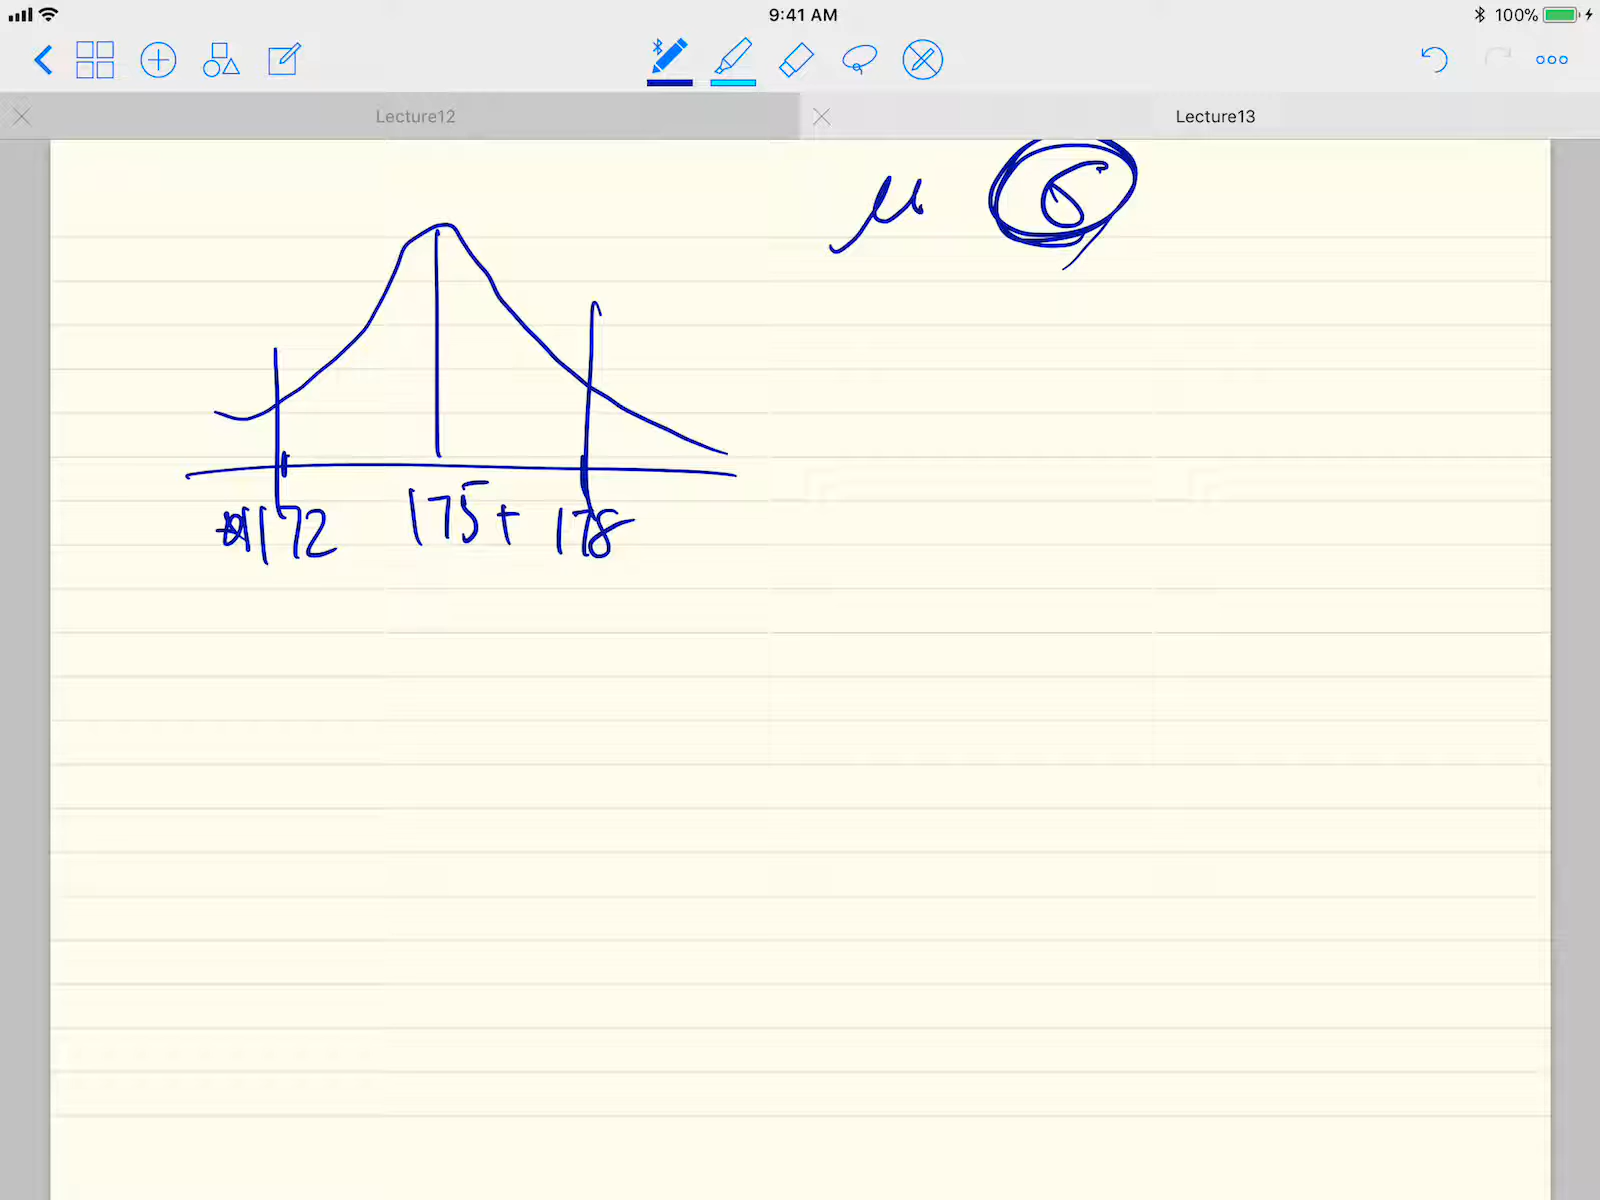 9:41 AM
100%
Lecture12
Lecture13
μ σ
172 175+ 178